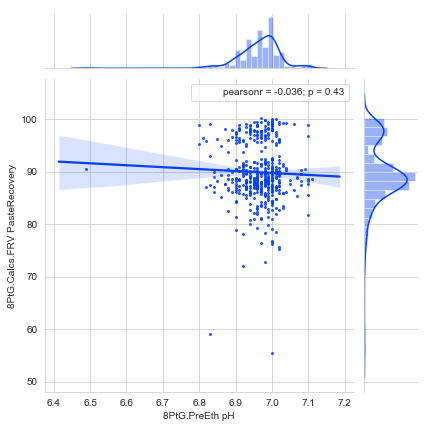 pearsonr = -0.036; p = 0.43
100
90
80
70
60
50
8PtG.Calcs.FRV PasteRecovery
6.4 6.5 6.6 6.7 6.8 6.9 7.0 7.1 7.2
8PtG.PreEth pH